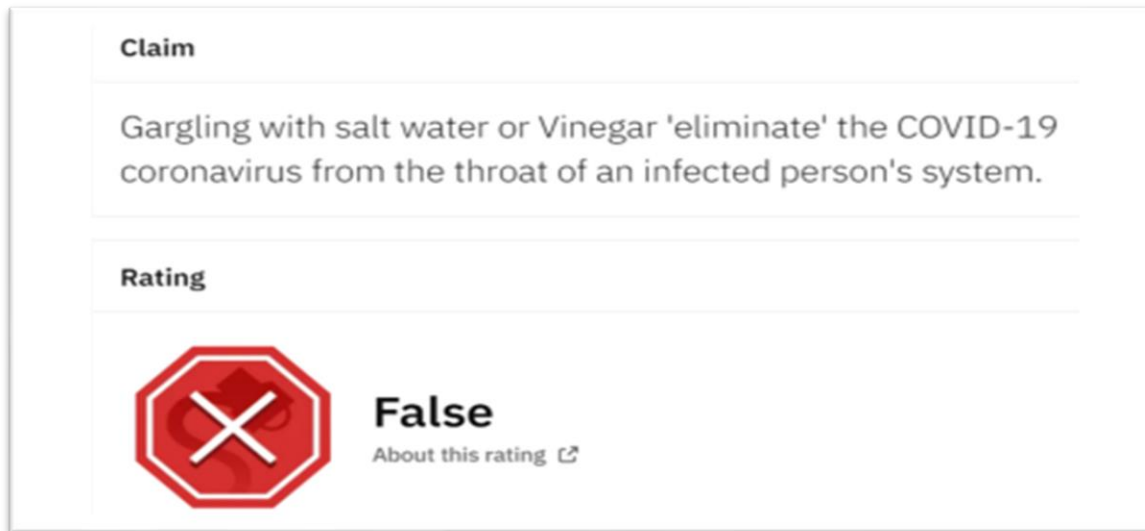 Claim
Gargling with salt water or Vinegar 'eliminate' the COVID-19
coronavirus from the throat of an infected person's system.
Rating
False
About this rating